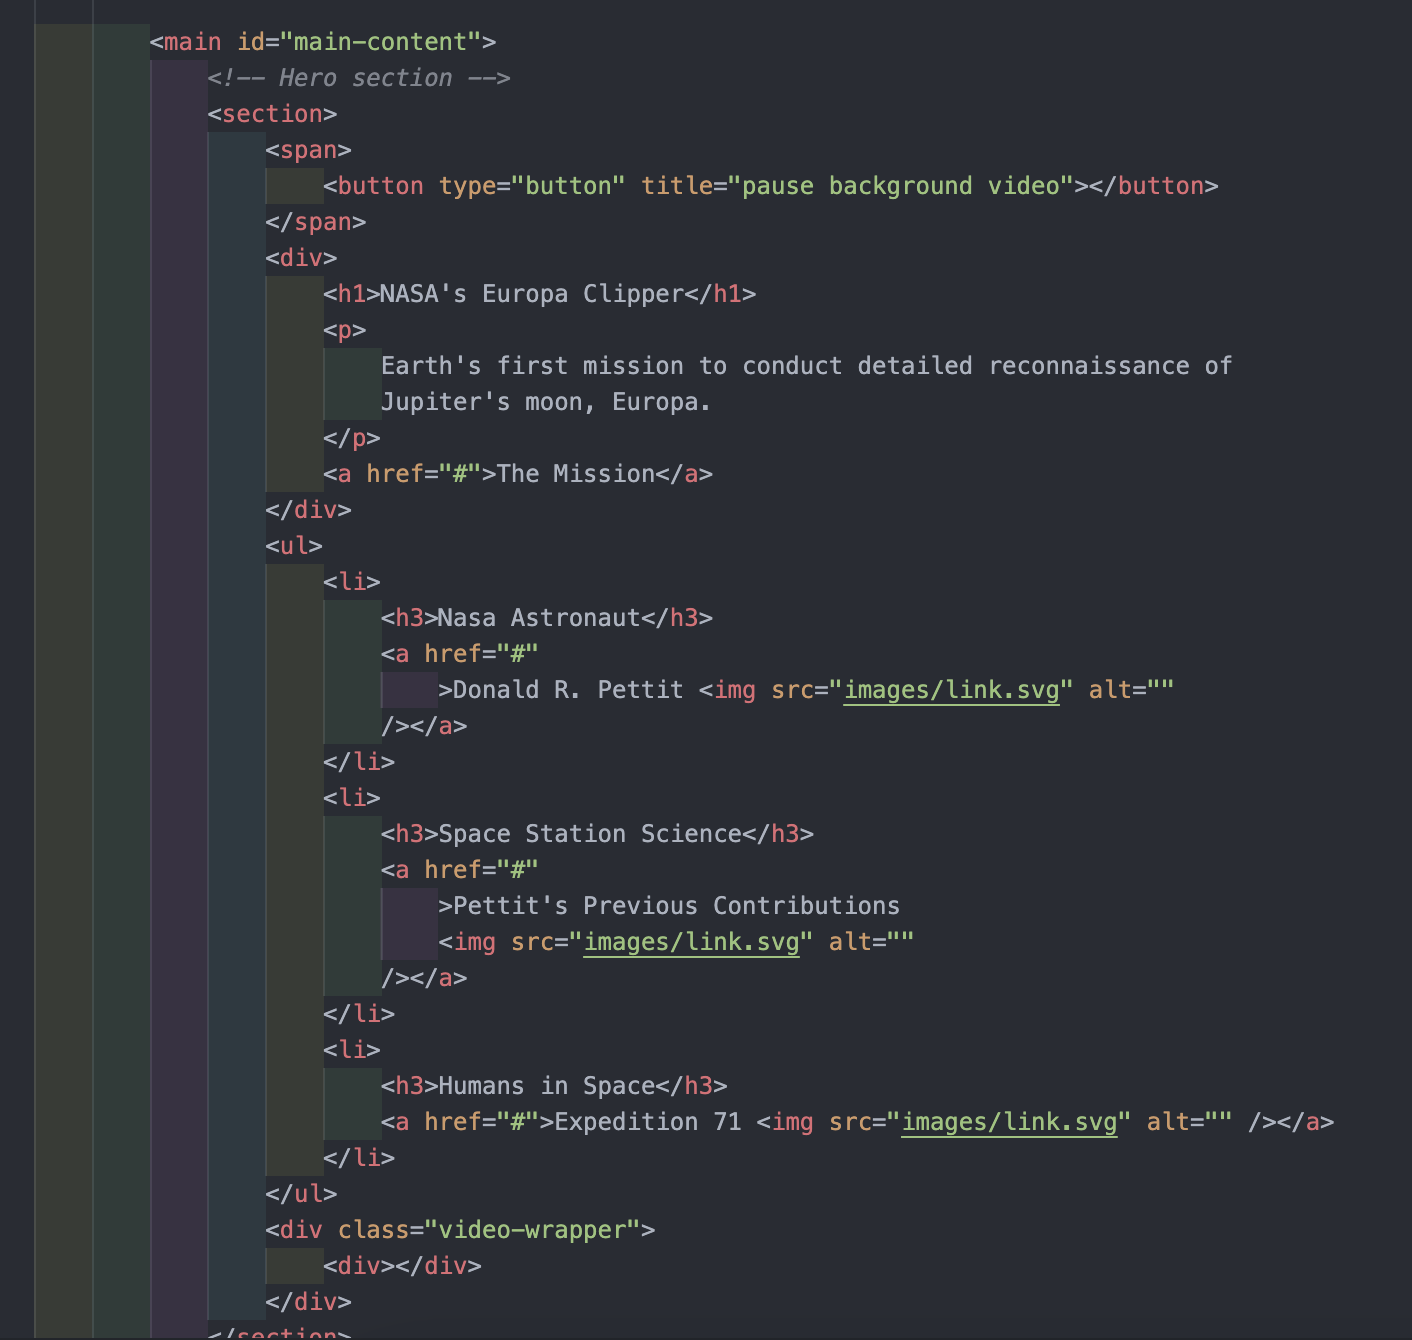 <main id="main-content">
<!-- Hero section -->
<section>
<span>
<button type="button" title="pause background video"></button>
</span>
<div>
<h1>NASA's Europa Clipper</h1>
<p>
Earth's first mission to conduct detailed reconnaissance of
Jupiter's moon, Europa.
</p>
<a href="#">The Mission</a>
</div>
<ul>
<li>
<h3>Nasa Astronaut</h3>
<a href="#"
>Donald R. Pettit <img src="images/link.svg" alt=""
/></a>
</li>
<li>
<h3>Space Station Science</h3>
<a href="#"
>Pettit's Previous Contributions
<img src="images/link.svg" alt=""
/></a>
</li>
<li>
<h3>Humans in Space</h3>
<a href="#">Expedition 71 <img src="images/link.svg" alt="" /></a>
</li>
</ul>
<div class="video-wrapper">
<div></div>
</div>
</section>